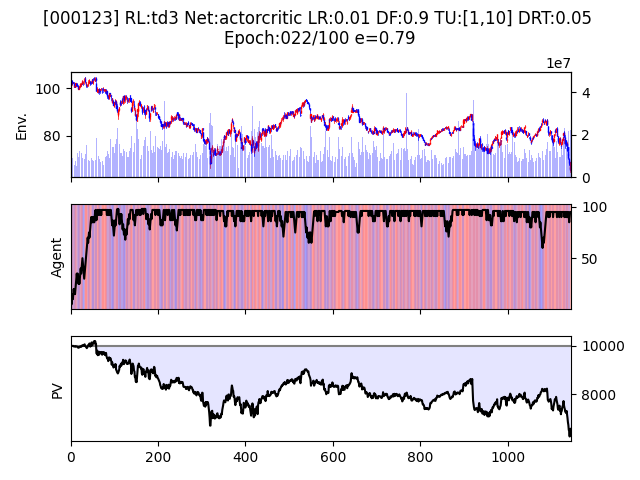 [000123] RL:td3 Net:actorcritic LR:0.01 DF:0.9 TU:[1,10] DRT:0.05
Epoch:022/100 e=0.79
1e7
100
80
Env.
4
2
0
Agent
100
50
PV
10000
8000
0 200 400 600 800 1000